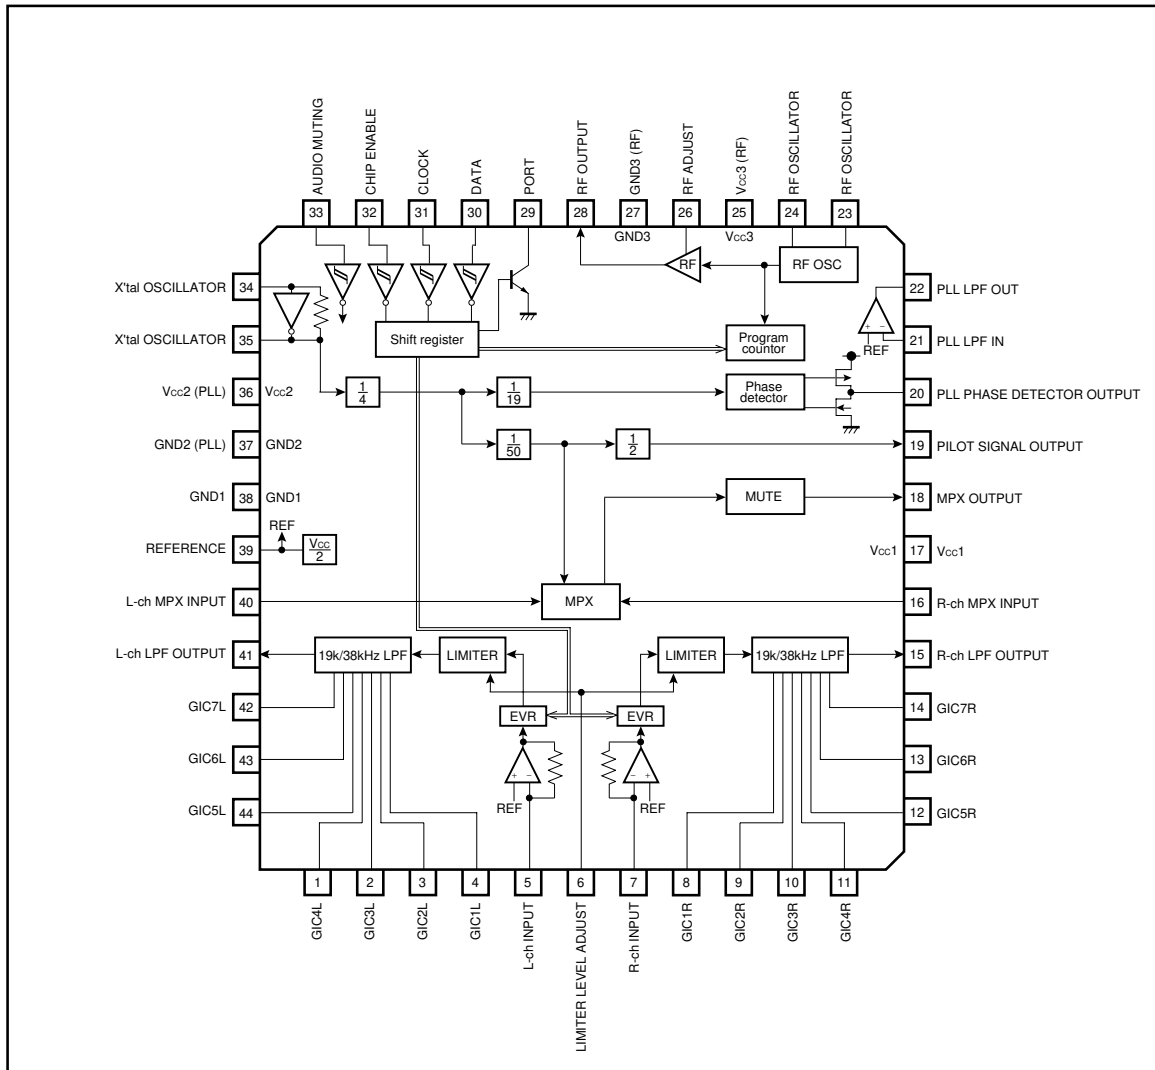 AUDIO MUTING
CHIP ENABLE
CLOCK
DATA
PORT
RF OUTPUT
GND3 (RF)
RF ADJUST
Vcc3 (RF)
RF OSCILLATOR
RF OSCILLATOR
33
32
31
30
29
28
27
26
25
24
23
GND3
Vcc3
RF
RF OSC
X'tal OSCILLATOR
34
22
PLL LPF OUT
X'tal OSCILLATOR
35
Shift register
Program
countor
+ −
REF
21
PLL LPF IN
Vcc2 (PLL)
36
Vcc2
1
4
1
19
Phase
detector
20
PLL PHASE DETECTOR OUTPUT
GND2 (PLL)
37
GND2
1
50
1
2
19
PILOT SIGNAL OUTPUT
GND1
38
GND1
MUTE
18
MPX OUTPUT
REFERENCE
39
REF
Vcc
2
Vcc1
17
Vcc1
L-ch MPX INPUT
40
MPX
16
R-ch MPX INPUT
L-ch LPF OUTPUT
41
19k/38kHz LPF
LIMITER
LIMITER
19k/38kHz LPF
15
R-ch LPF OUTPUT
GIC7L
42
EVR
EVR
14
GIC7R
GIC6L
43
+ −
− +
13
GIC6R
REF
REF
GIC5L
44
12
GIC5R
1
2
3
4
5
6
7
8
9
10
11
GIC4L
GIC3L
GIC2L
GIC1L
L-ch INPUT
LIMITER LEVEL ADJUST
R-ch INPUT
GIC1R
GIC2R
GIC3R
GIC4R